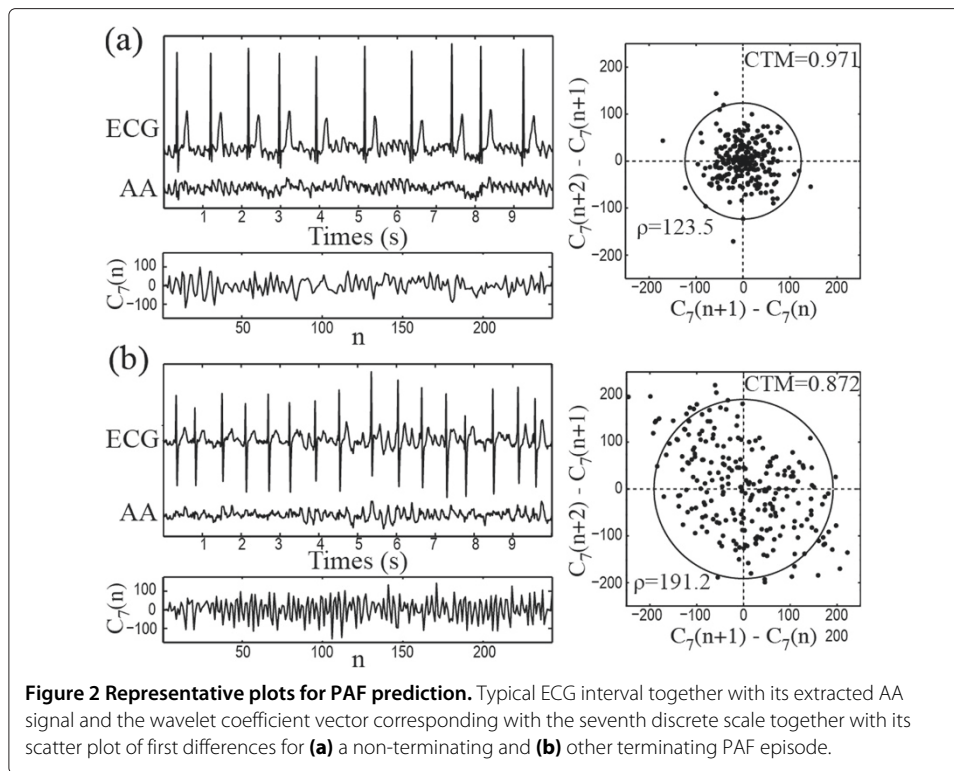 (a)
ECG
AA
1 2 3 4 5 6 7 8 9
Times (s)
C₇(n)
100
0
−100
50 100 150 200
n
CTM=0.971
C₇(n+2) - C₇(n+1)
200
100
0
−100
−200
ρ=123.5
−200 −100 0 100 200
C₇(n+1) - C₇(n)
(b)
ECG
AA
1 2 3 4 5 6 7 8 9
Times (s)
C₇(n)
100
0
−100
50 100 150 200
n
CTM=0.872
C₇(n+2) - C₇(n+1)
200
100
0
−100
−200
ρ=191.2
−200 −100 0 100
200
C₇(n+1) - C₇(n)
Figure 2 Representative plots for PAF prediction. Typical ECG interval together with its extracted AA
signal and the wavelet coefficient vector corresponding with the seventh discrete scale together with its
scatter plot of first differences for (a) a non-terminating and (b) other terminating PAF episode.